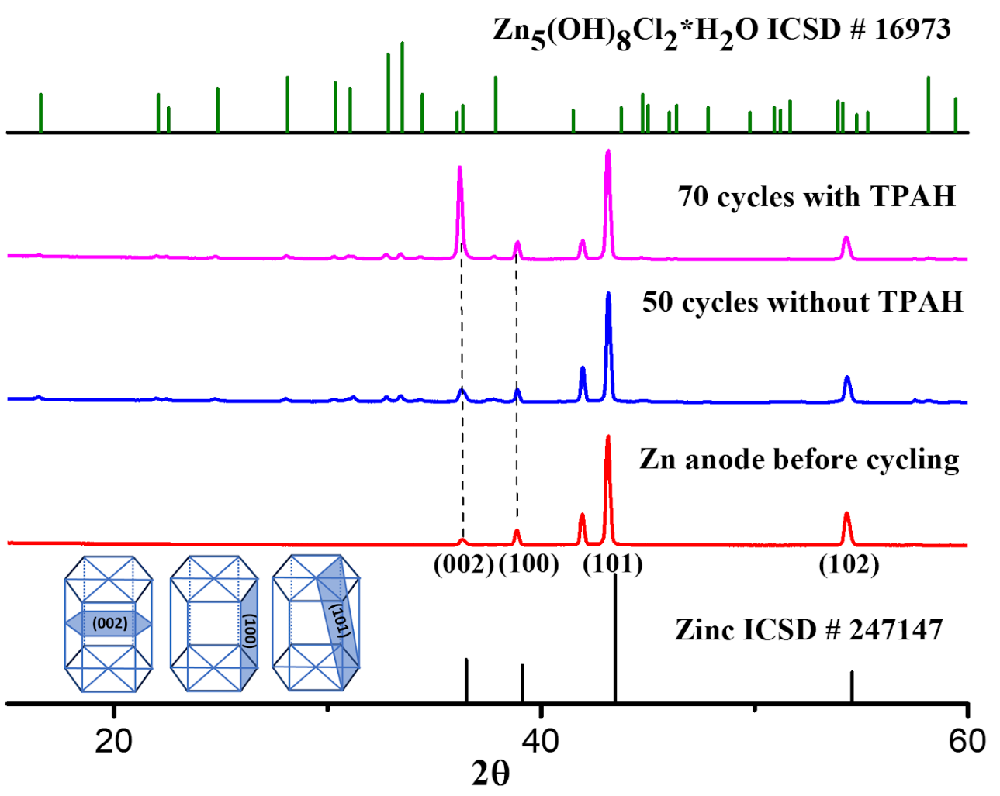 Zn5(OH)8Cl2*H2O ICSD # 16973
70 cycles with TPAH
50 cycles without TPAH
Zn anode before cycling
(002) (100) (101) (102)
(002) (100) (101)
Zinc ICSD # 247147
20 40 60
2θ